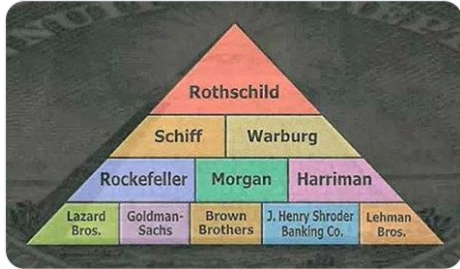 Rothschild
Schiff
Warburg
Rockefeller
Morgan
Harriman
Lazard
Bros.
Goldman-
Sachs
Brown
Brothers
J. Henry Shroder
Banking Co.
Lehman
Bros.